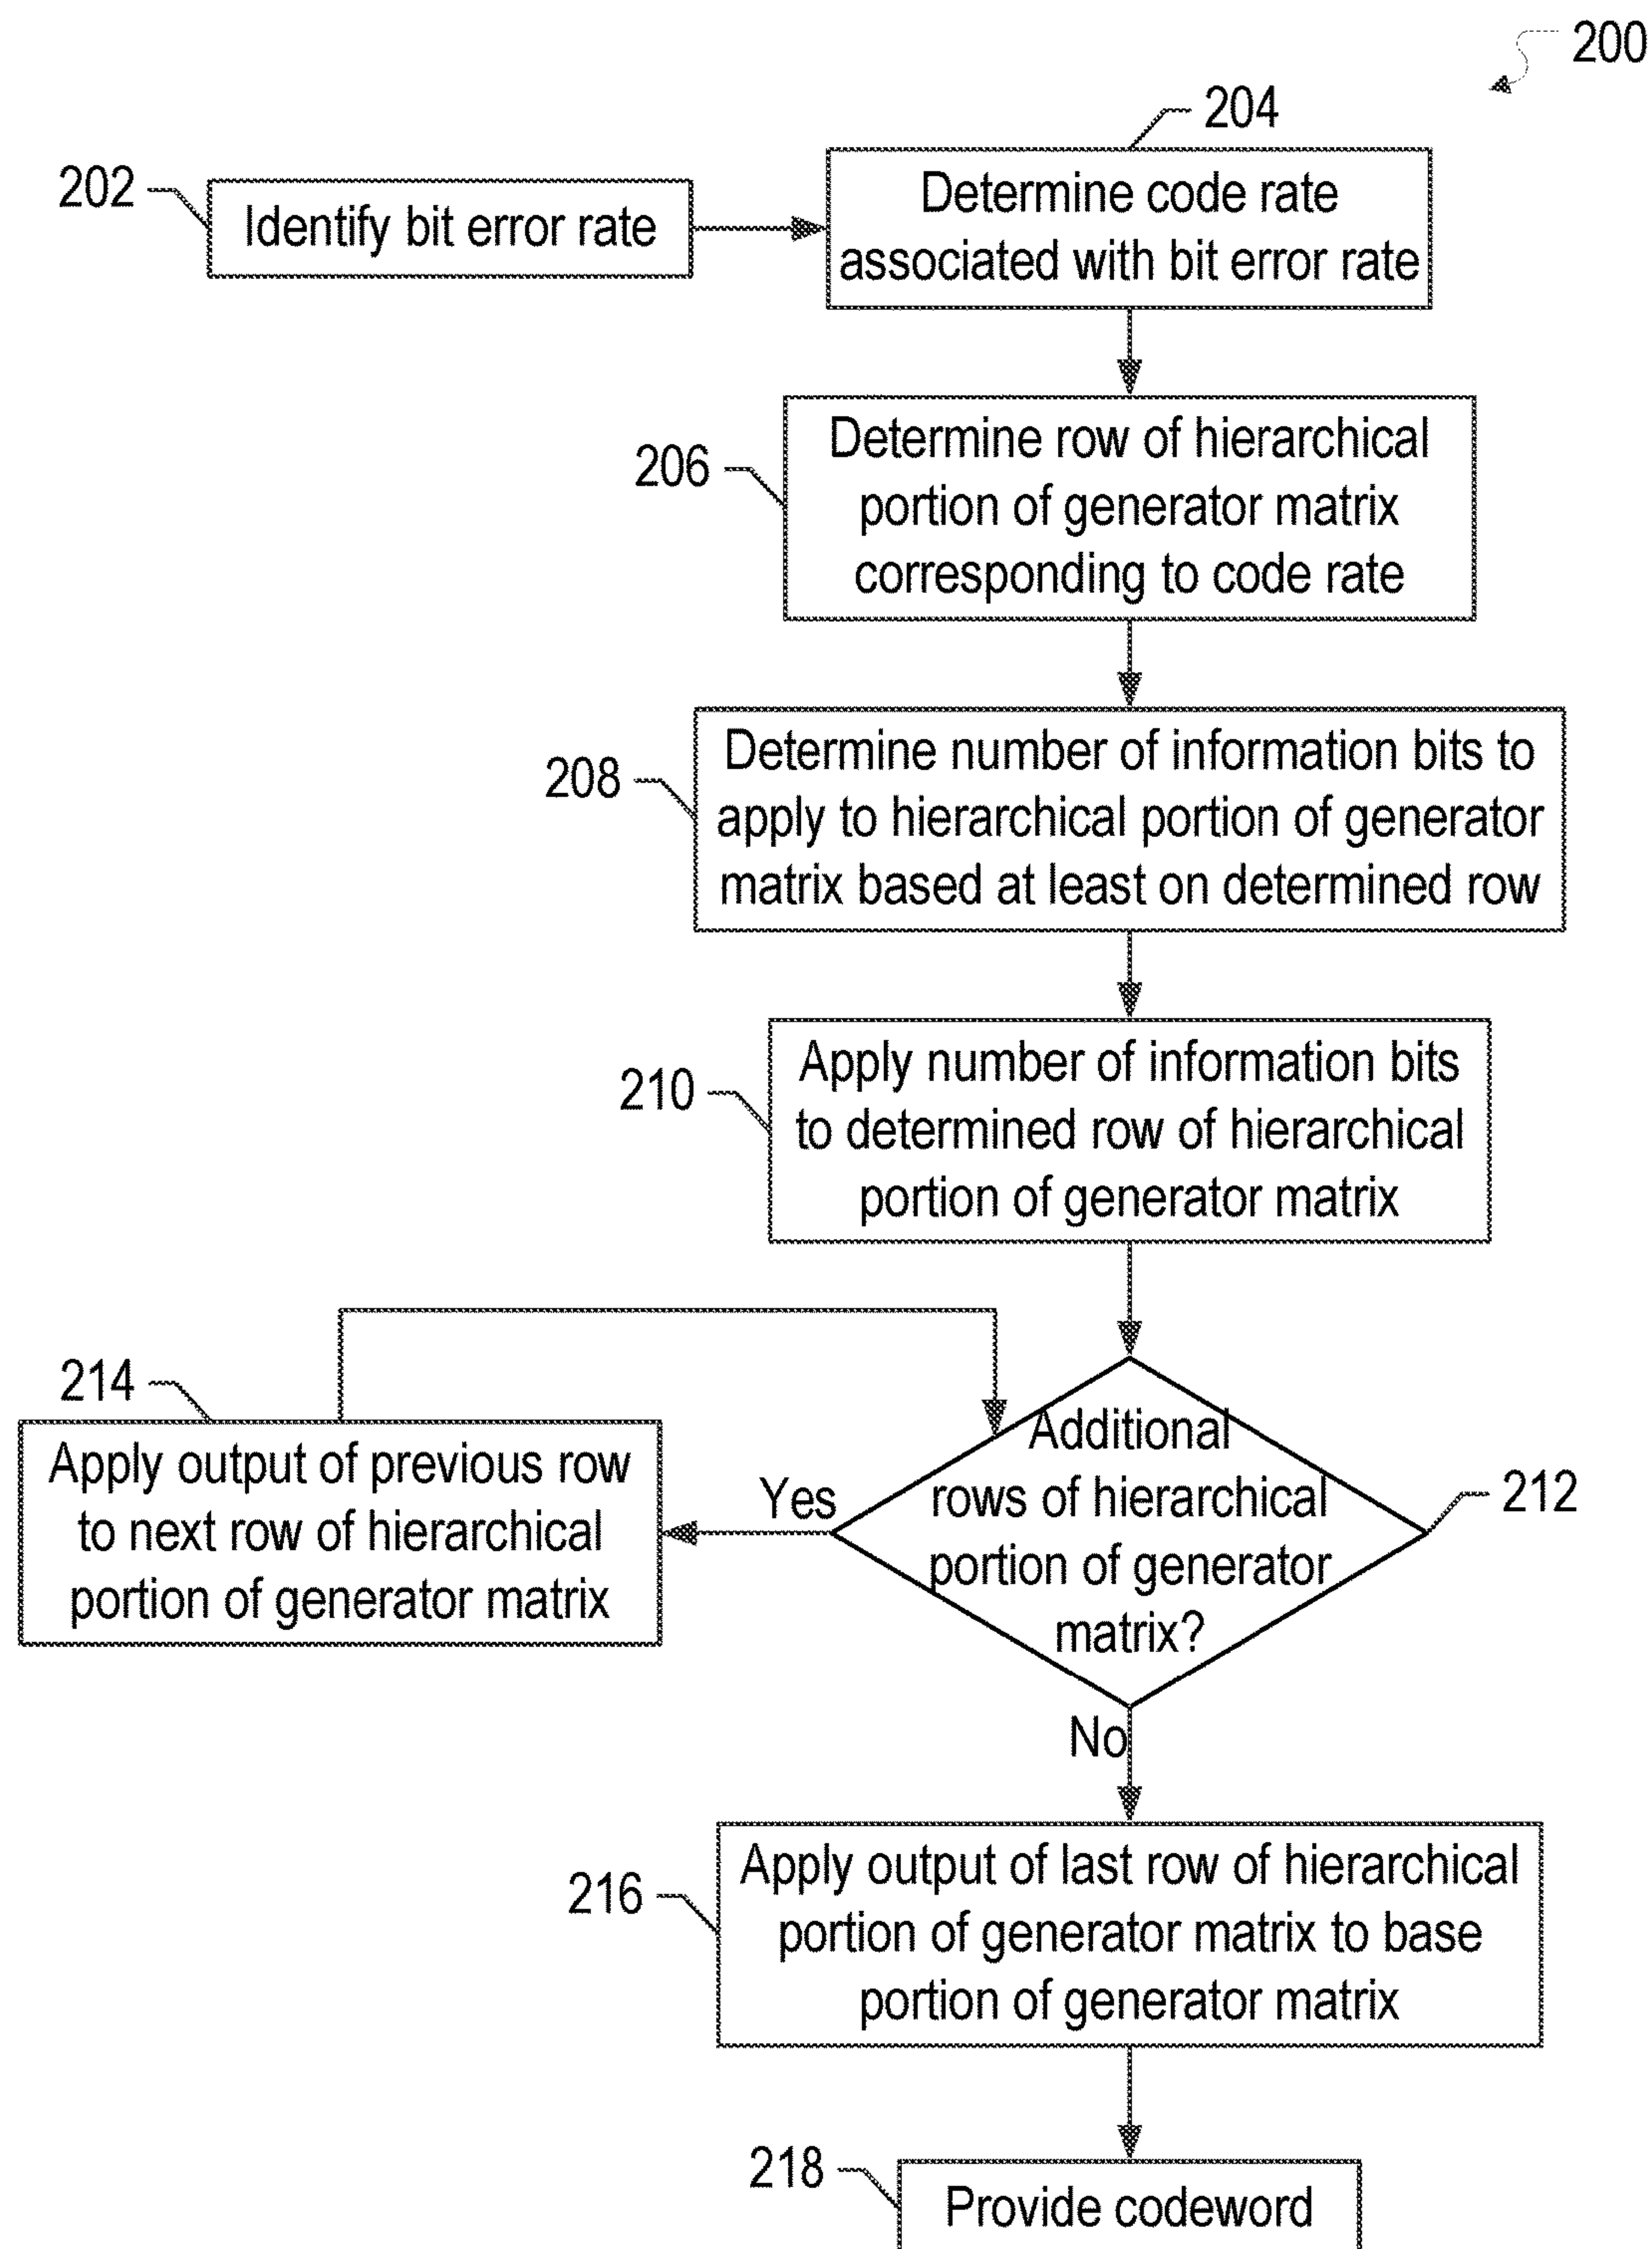 200
204
202
Identify bit error rate
Determine code rate
associated with bit error rate
206
Determine row of hierarchical
portion of generator matrix
corresponding to code rate
208
Determine number of information bits to
apply to hierarchical portion of generator
matrix based at least on determined row
210
Apply number of information bits
to determined row of hierarchical
portion of generator matrix
214
Apply output of previous row
to next row of hierarchical
portion of generator matrix
Yes
Additional
rows of hierarchical
portion of generator
matrix?
212
No
216
Apply output of last row of hierarchical
portion of generator matrix to base
portion of generator matrix
218
Provide codeword